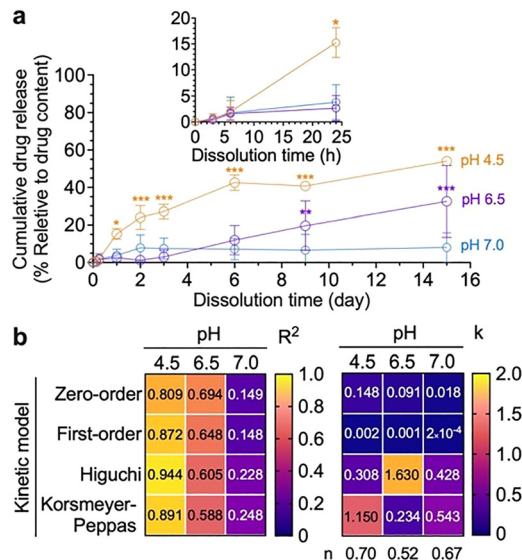 a
20
15
10
5
0
*
0 5 10 15 20 25
Dissolution time (h)
Cumulative drug release
(% Reletive to drug content)
100
80
60
40
20
0
* *** *** *** *** ***
** ***
pH 4.5
pH 6.5
pH 7.0
0 2 4 6 8 10 12 14 16
Dissolution time (day)
b
pH R²
4.5 6.5 7.0
Kinetic model
Zero-order 0.809 0.694 0.149
First-order 0.872 0.648 0.148
Higuchi 0.944 0.605 0.228
Korsmeyer-
Peppas 0.891 0.588 0.248
1.0
0.8
0.6
0.4
0.2
0
pH k
4.5 6.5 7.0
0.148 0.091 0.018
0.002 0.001 2×10⁻⁴
0.308 1.630 0.428
1.150 0.234 0.543
n 0.70 0.52 0.67
2.0
1.5
1.0
0.5
0